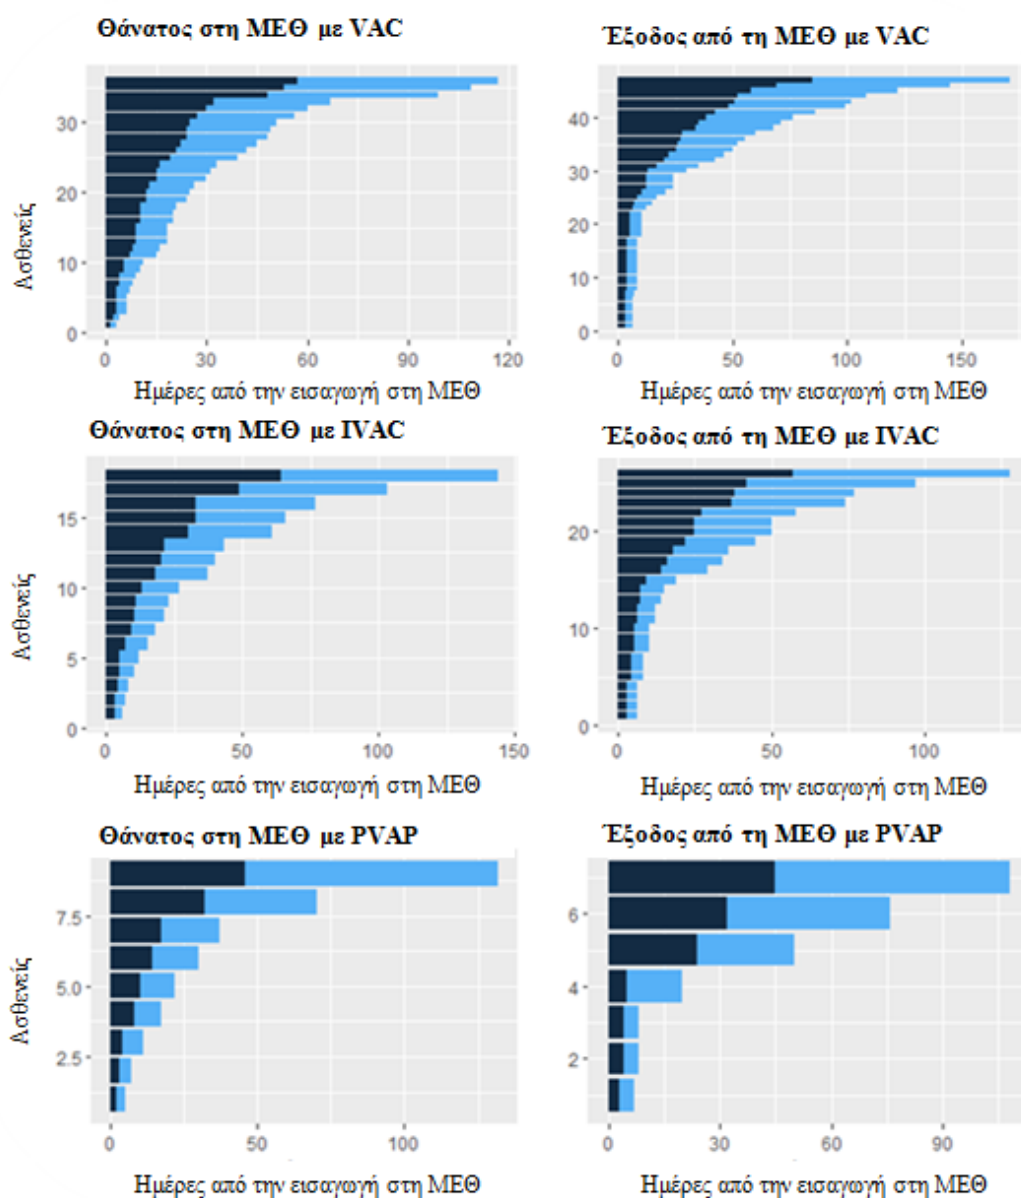 Θάνατος στη ΜΕΘ με VAC
Έξοδος από τη ΜΕΘ με VAC
Ασθενείς
30
20
10
0
40
30
20
10
0
0 30 60 90 120
0 50 100 150
Ημέρες από την εισαγωγή στη ΜΕΘ
Ημέρες από την εισαγωγή στη ΜΕΘ
Θάνατος στη ΜΕΘ με IVAC
Έξοδος από τη ΜΕΘ με IVAC
Ασθενείς
15
10
5
0
20
10
0
0 50 100 150
0 50 100
Ημέρες από την εισαγωγή στη ΜΕΘ
Ημέρες από την εισαγωγή στη ΜΕΘ
Θάνατος στη ΜΕΘ με PVAP
Έξοδος από τη ΜΕΘ με PVAP
Ασθενείς
7.5
5.0
2.5
6
4
2
0 50 100
0 30 60 90
Ημέρες από την εισαγωγή στη ΜΕΘ
Ημέρες από την εισαγωγή στη ΜΕΘ